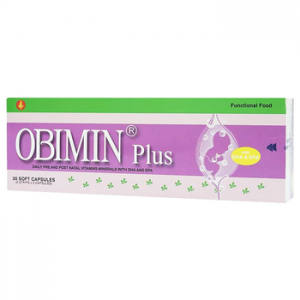 Functional Food
OBIMIN® Plus
DAILY PRE AND POST NATAL VITAMINS MINERALS WITH DHA AND EPA
30 SOFT CAPSULES